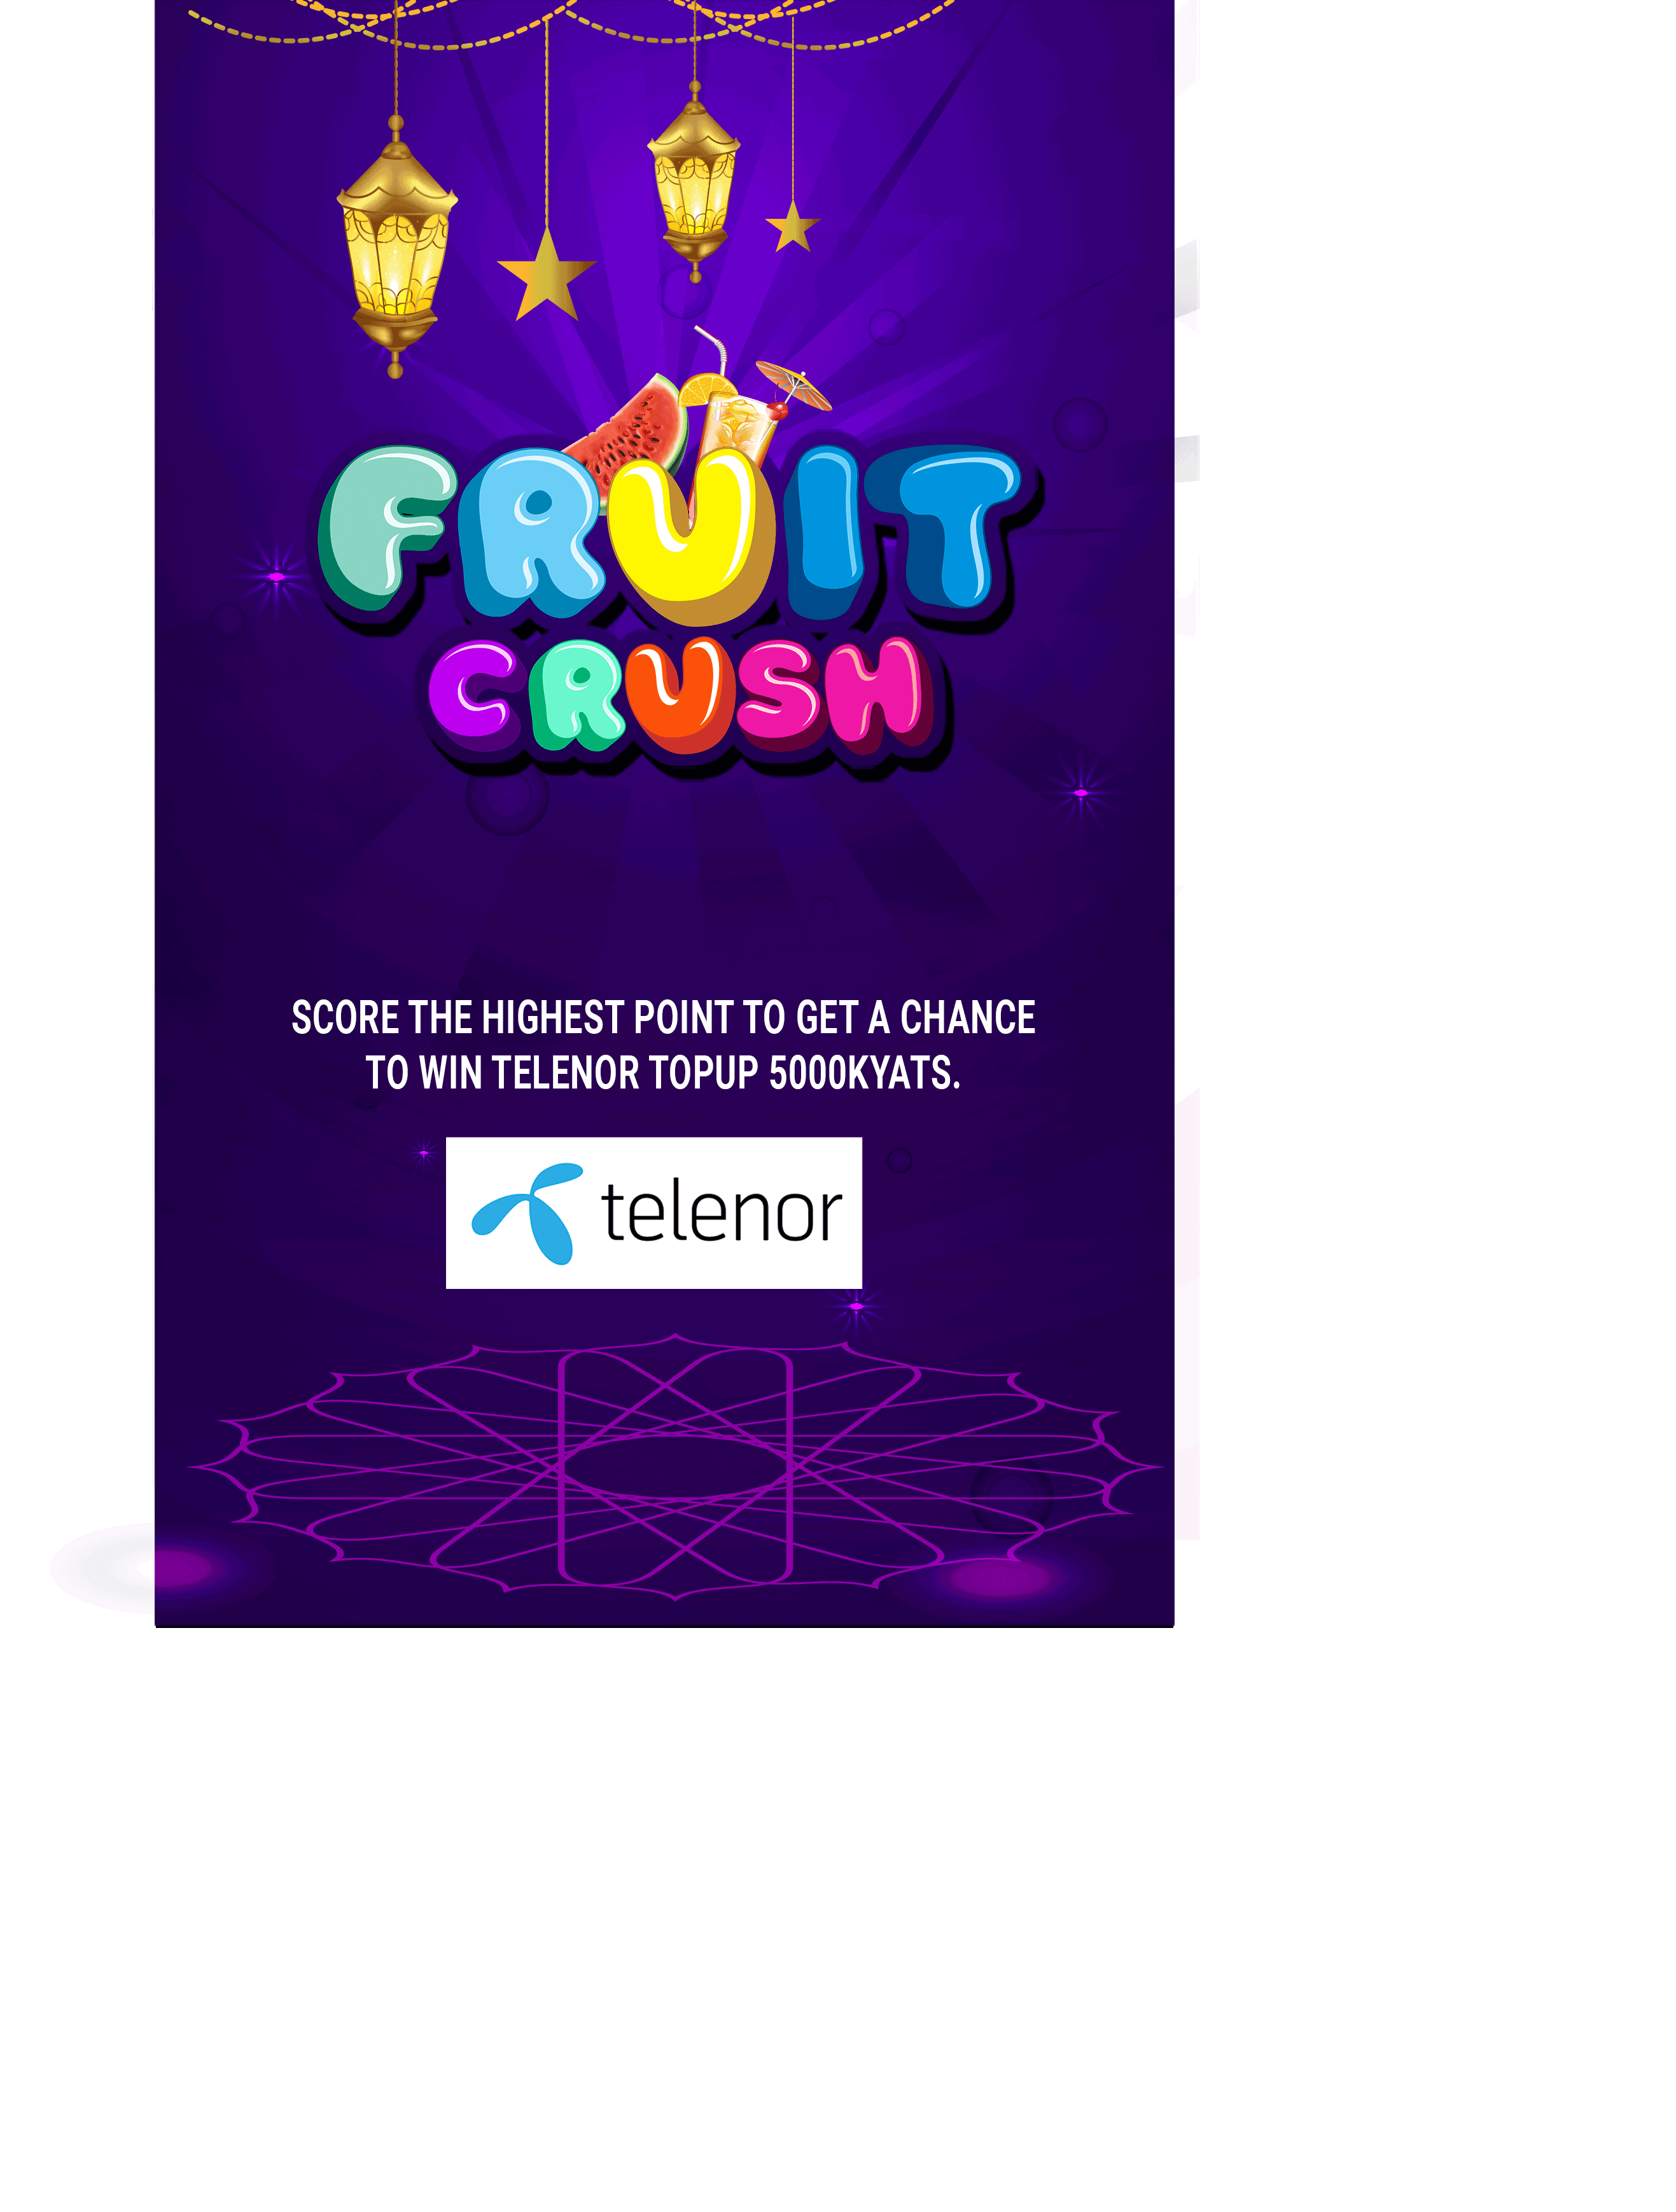 FRUIT
CRUSH
SCORE THE HIGHEST POINT TO GET A CHANCE
TO WIN TELENOR TOPUP 5000KYATS.
telenor